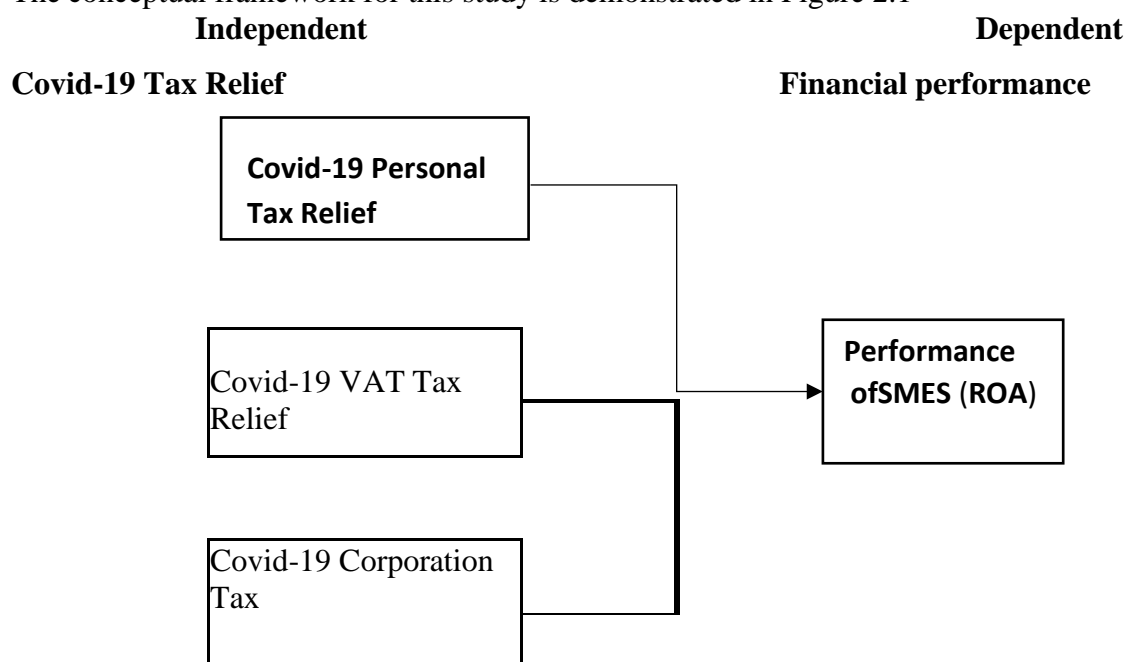 The conceptual framework for this study is demonstrated in Figure 2.1
Independent Dependent
Covid-19 Tax Relief Financial performance
Covid-19 Personal
Tax Relief
Covid-19 VAT Tax
Relief
Performance
ofSMES (ROA)
Covid-19 Corporation
Tax